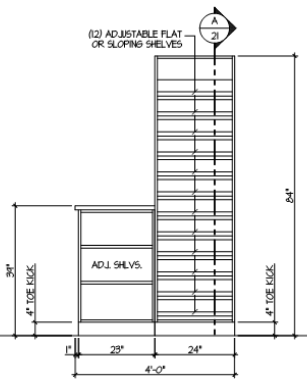 A
21
(12) ADJUSTABLE FLAT
OR SLOPING SHELVES
84"
39"
ADJ. SHLVS.
4" TOE KICK
4" TOE KICK
1" 23" 24"
4'-0"